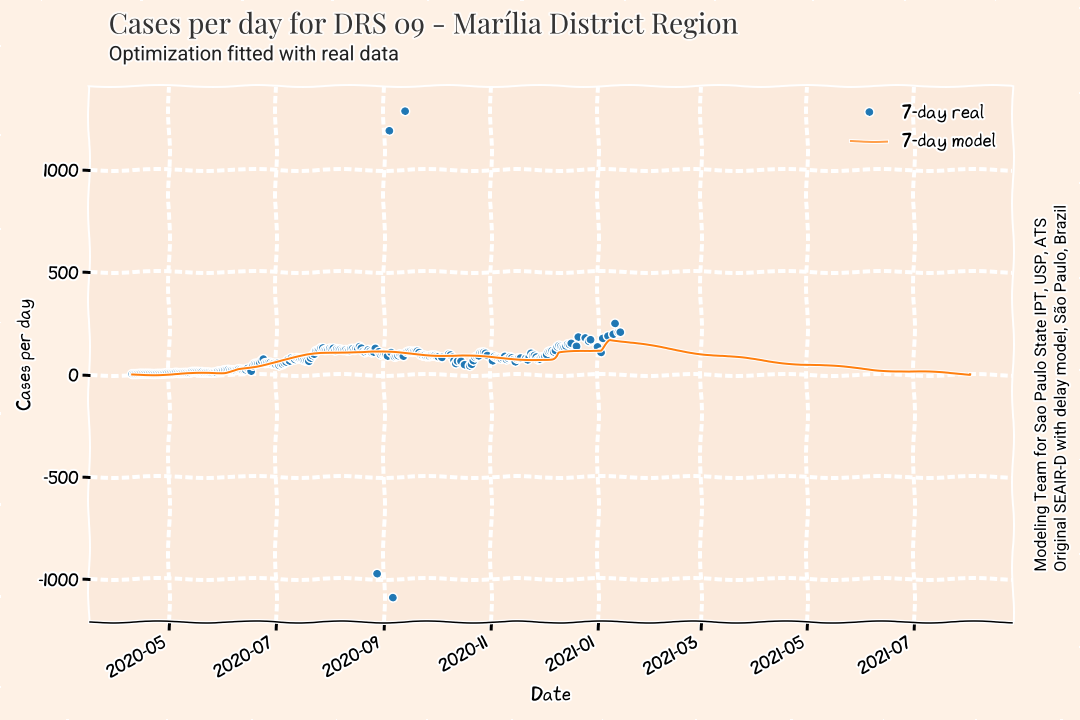 Cases per day for DRS 09 - Marília District Region
Optimization fitted with real data
7-day real
7-day model
1000
500
0
-500
-1000
Cases per day
2020-05
2020-07
2020-09
2020-11
2021-01
2021-03
2021-05
2021-07
Date
Modeling Team for Sao Paulo State IPT, USP, ATS
Original SEAIR-D with delay model, São Paulo, Brazil